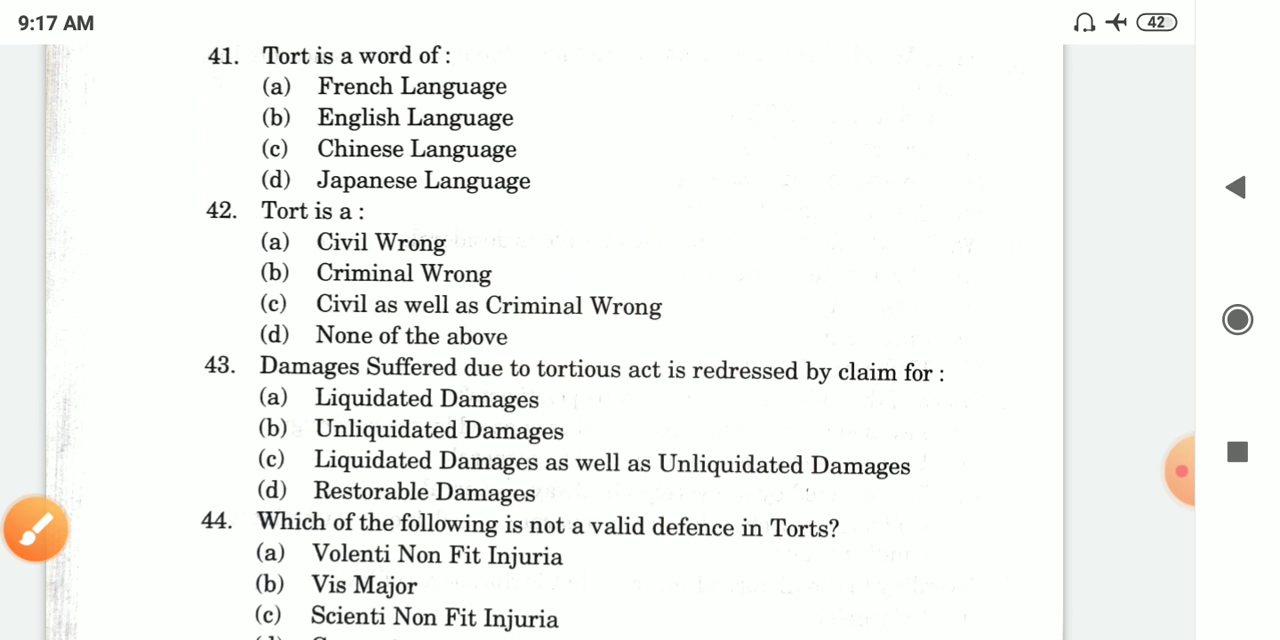 9:17 AM
42
41. Tort is a word of :
(a) French Language
(b) English Language
(c) Chinese Language
(d) Japanese Language
42. Tort is a :
(a) Civil Wrong
(b) Criminal Wrong
(c) Civil as well as Criminal Wrong
(d) None of the above
43. Damages Suffered due to tortious act is redressed by claim for :
(a) Liquidated Damages
(b) Unliquidated Damages
(c) Liquidated Damages as well as Unliquidated Damages
(d) Restorable Damages
44. Which of the following is not a valid defence in Torts?
(a) Volenti Non Fit Injuria
(b) Vis Major
(c) Scienti Non Fit Injuria